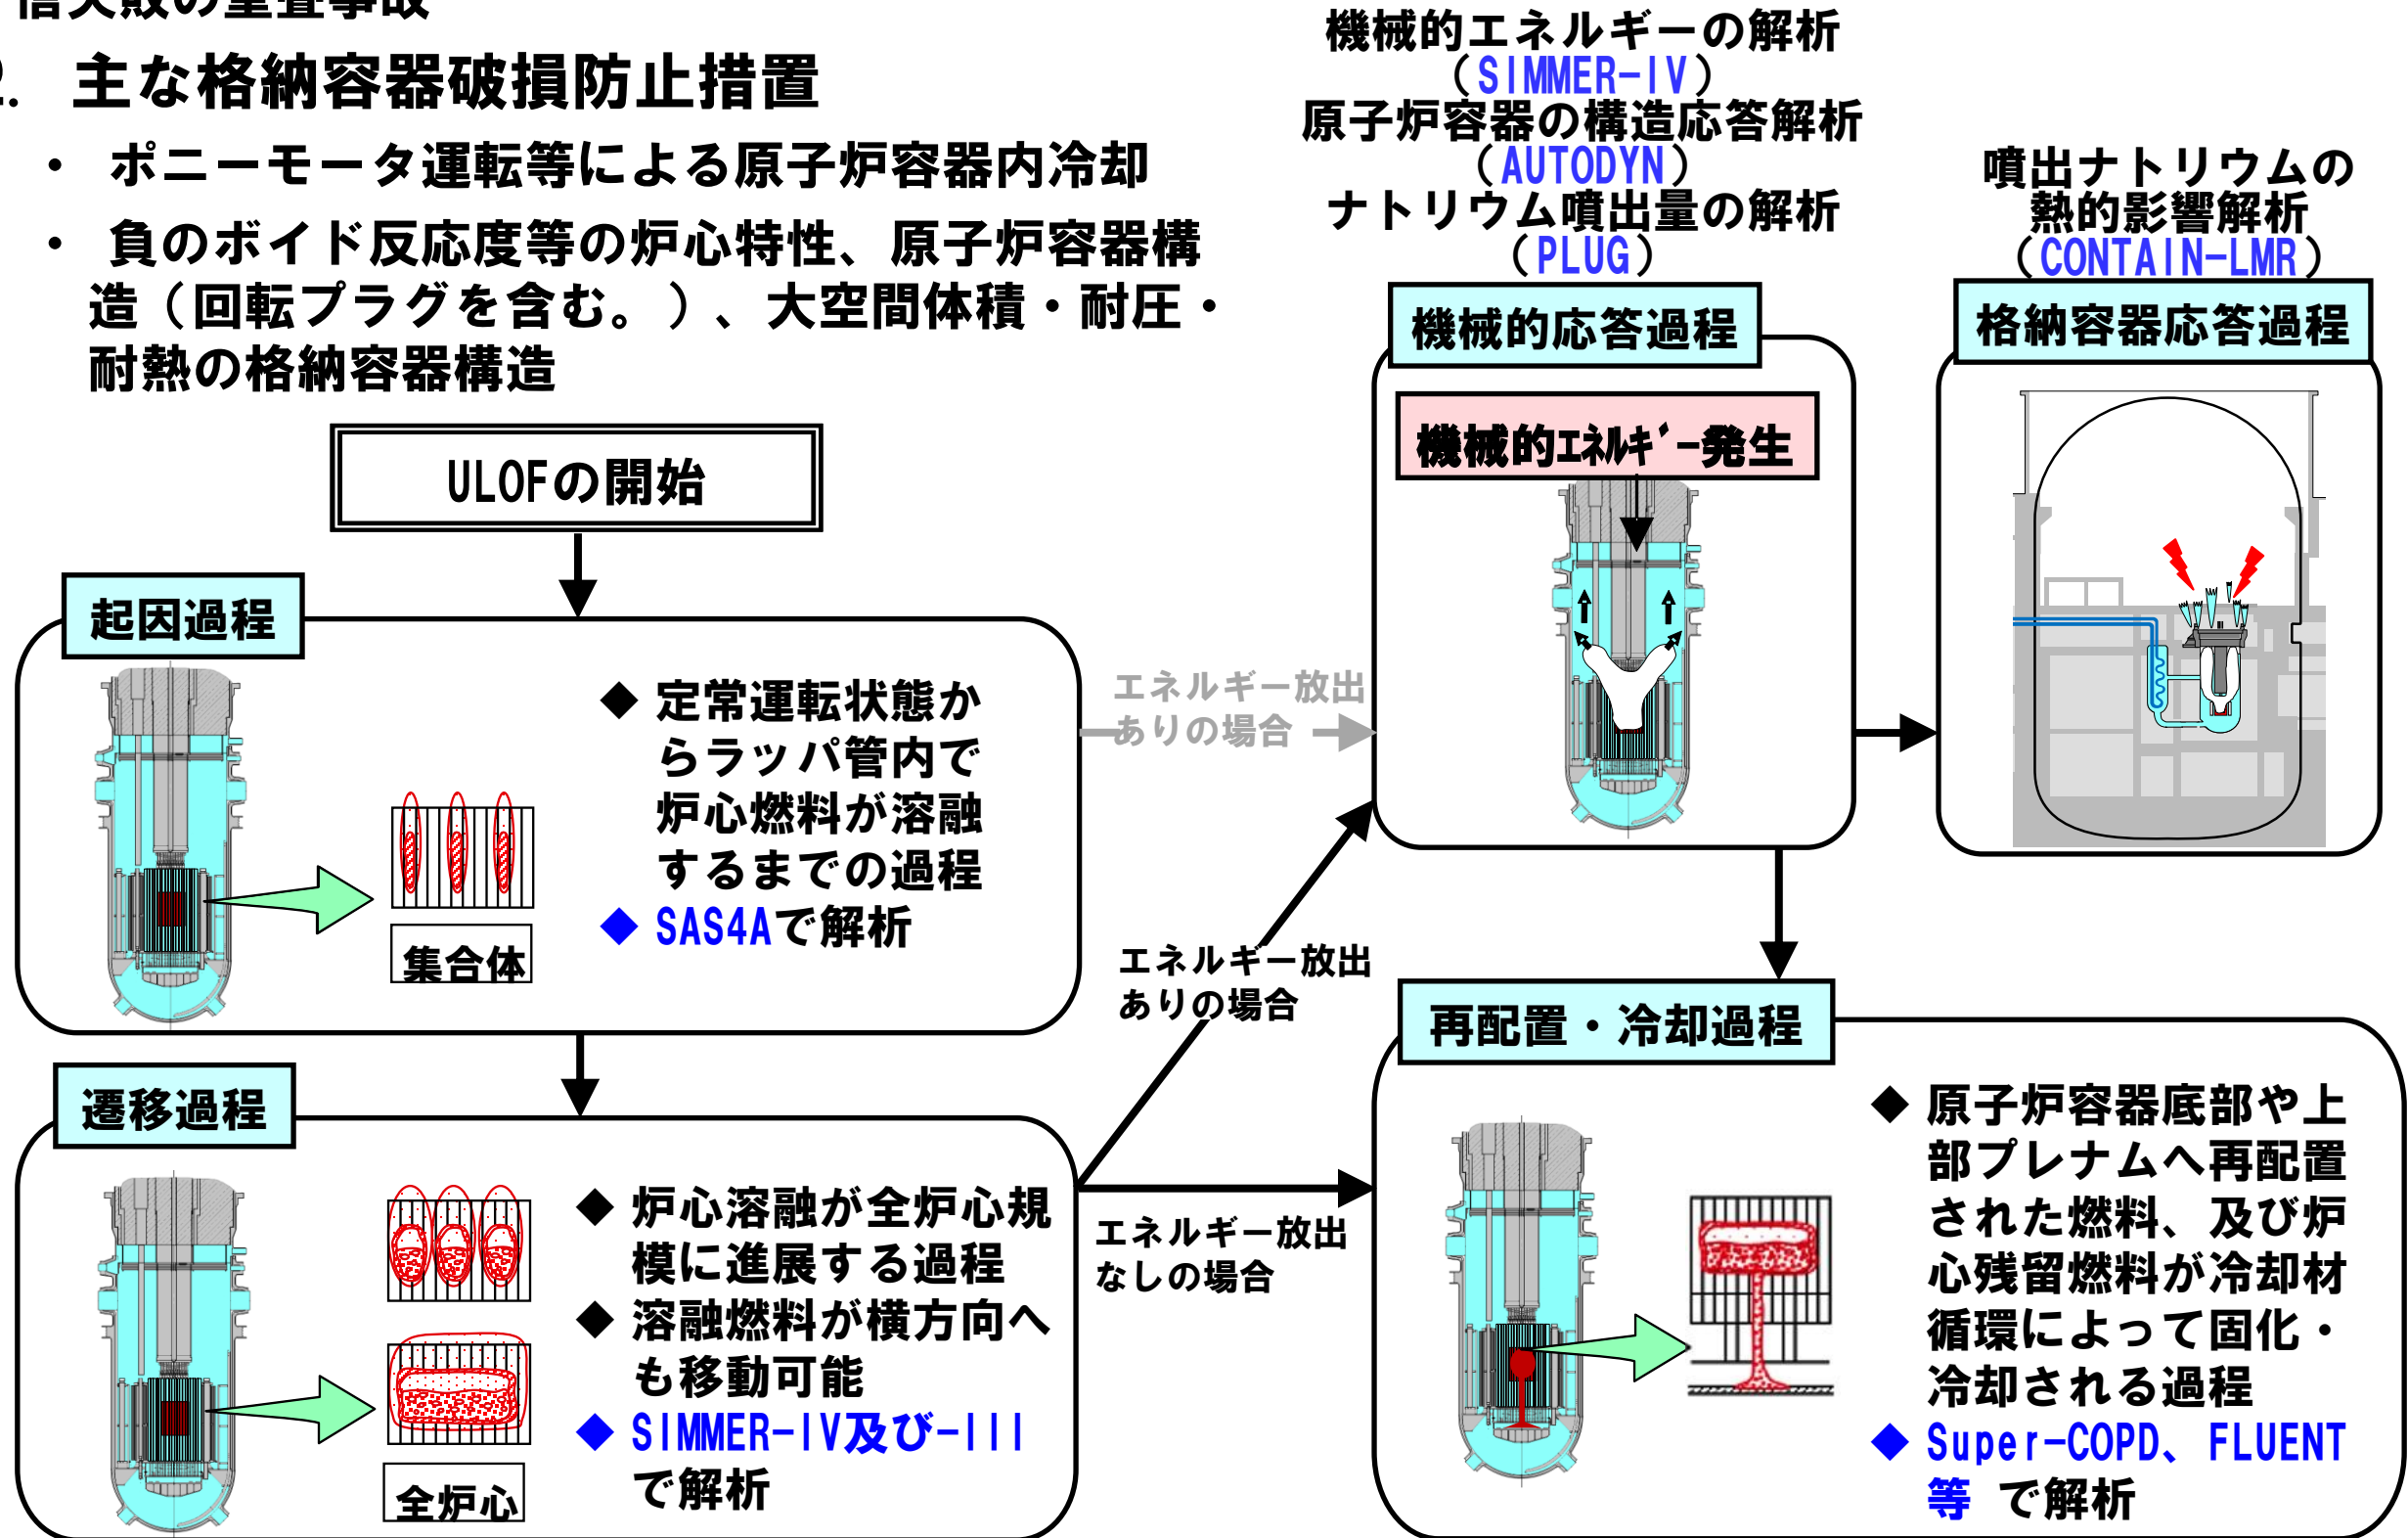 信失敗の重畳事故
2. 主な格納容器破損防止措置
・ ポニーモータ運転等による原子炉容器内冷却
・ 負のボイド反応度等の炉心特性、原子炉容器構
造（回転プラグを含む。）、大空間体積・耐圧・
耐熱の格納容器構造
機械的エネルギーの解析
（SIMMER-IV）
原子炉容器の構造応答解析
（AUTODYN）
ナトリウム噴出量の解析
（PLUG）
噴出ナトリウムの
熱的影響解析
（CONTAIN-LMR）
機械的応答過程
格納容器応答過程
機械的ｴﾈﾙｷﾞｰ発生
ULOFの開始
起因過程
◆ 定常運転状態か
らラッパ管内で
炉心燃料が溶融
するまでの過程
◆ SAS4Aで解析
集合体
エネルギー放出
ありの場合
エネルギー放出
ありの場合
遷移過程
◆ 炉心溶融が全炉心規
模に進展する過程
◆ 溶融燃料が横方向へ
も移動可能
◆ SIMMER-IV及び-III
で解析
全炉心
エネルギー放出
なしの場合
再配置・冷却過程
◆ 原子炉容器底部や上
部プレナムへ再配置
された燃料、及び炉
心残留燃料が冷却材
循環によって固化・
冷却される過程
◆ Super-COPD、FLUENT
等 で解析